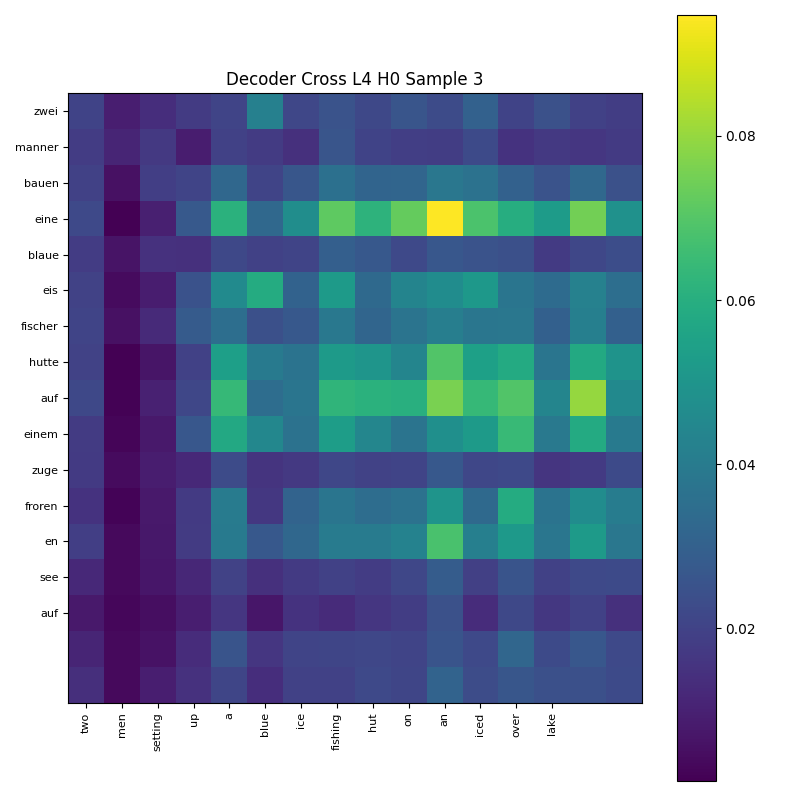 Decoder Cross L4 H0 Sample 3
zwei
manner
bauen
eine
blaue
eis
fischer
hutte
auf
einem
zuge
froren
en
see
auf
two
men
setting
up
a
blue
ice
fishing
hut
on
an
iced
over
lake
0.08
0.06
0.04
0.02